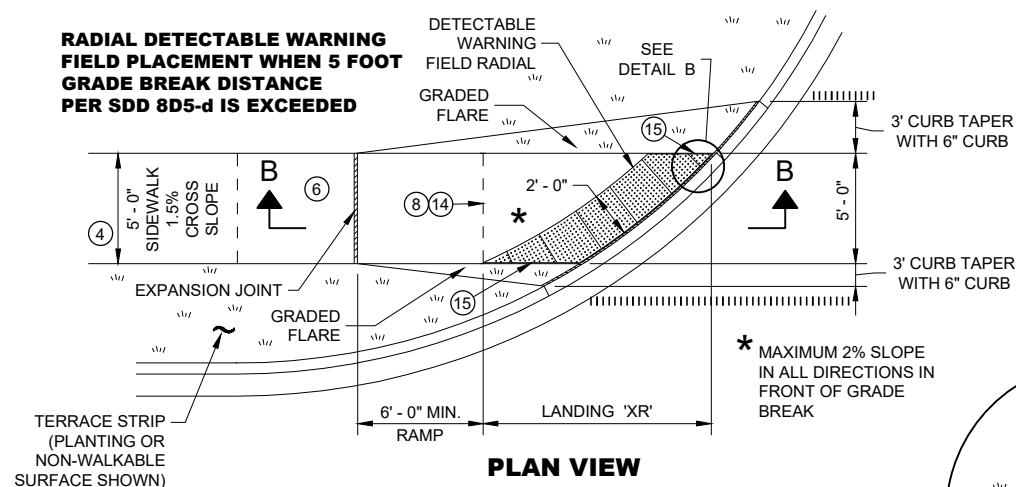 RADIAL DETECTABLE WARNING
FIELD PLACEMENT WHEN 5 FOOT
GRADE BREAK DISTANCE
PER SDD 8D5-d IS EXCEEDED
DETECTABLE
WARNING
FIELD RADIAL
SEE
DETAIL B
GRADED
FLARE
15
3' CURB TAPER
WITH 6" CURB
4
5' - 0"
SIDEWALK
1.5%
CROSS
SLOPE
B
6
8 14
*
2' - 0"
B
5' - 0"
EXPANSION JOINT
15
GRADED
FLARE
3' CURB TAPER
WITH 6" CURB
* MAXIMUM 2% SLOPE
IN ALL DIRECTIONS IN
FRONT OF GRADE
BREAK
6' - 0" MIN.
RAMP
LANDING 'XR'
TERRACE STRIP
(PLANTING OR
NON-WALKABLE
SURFACE SHOWN)
PLAN VIEW